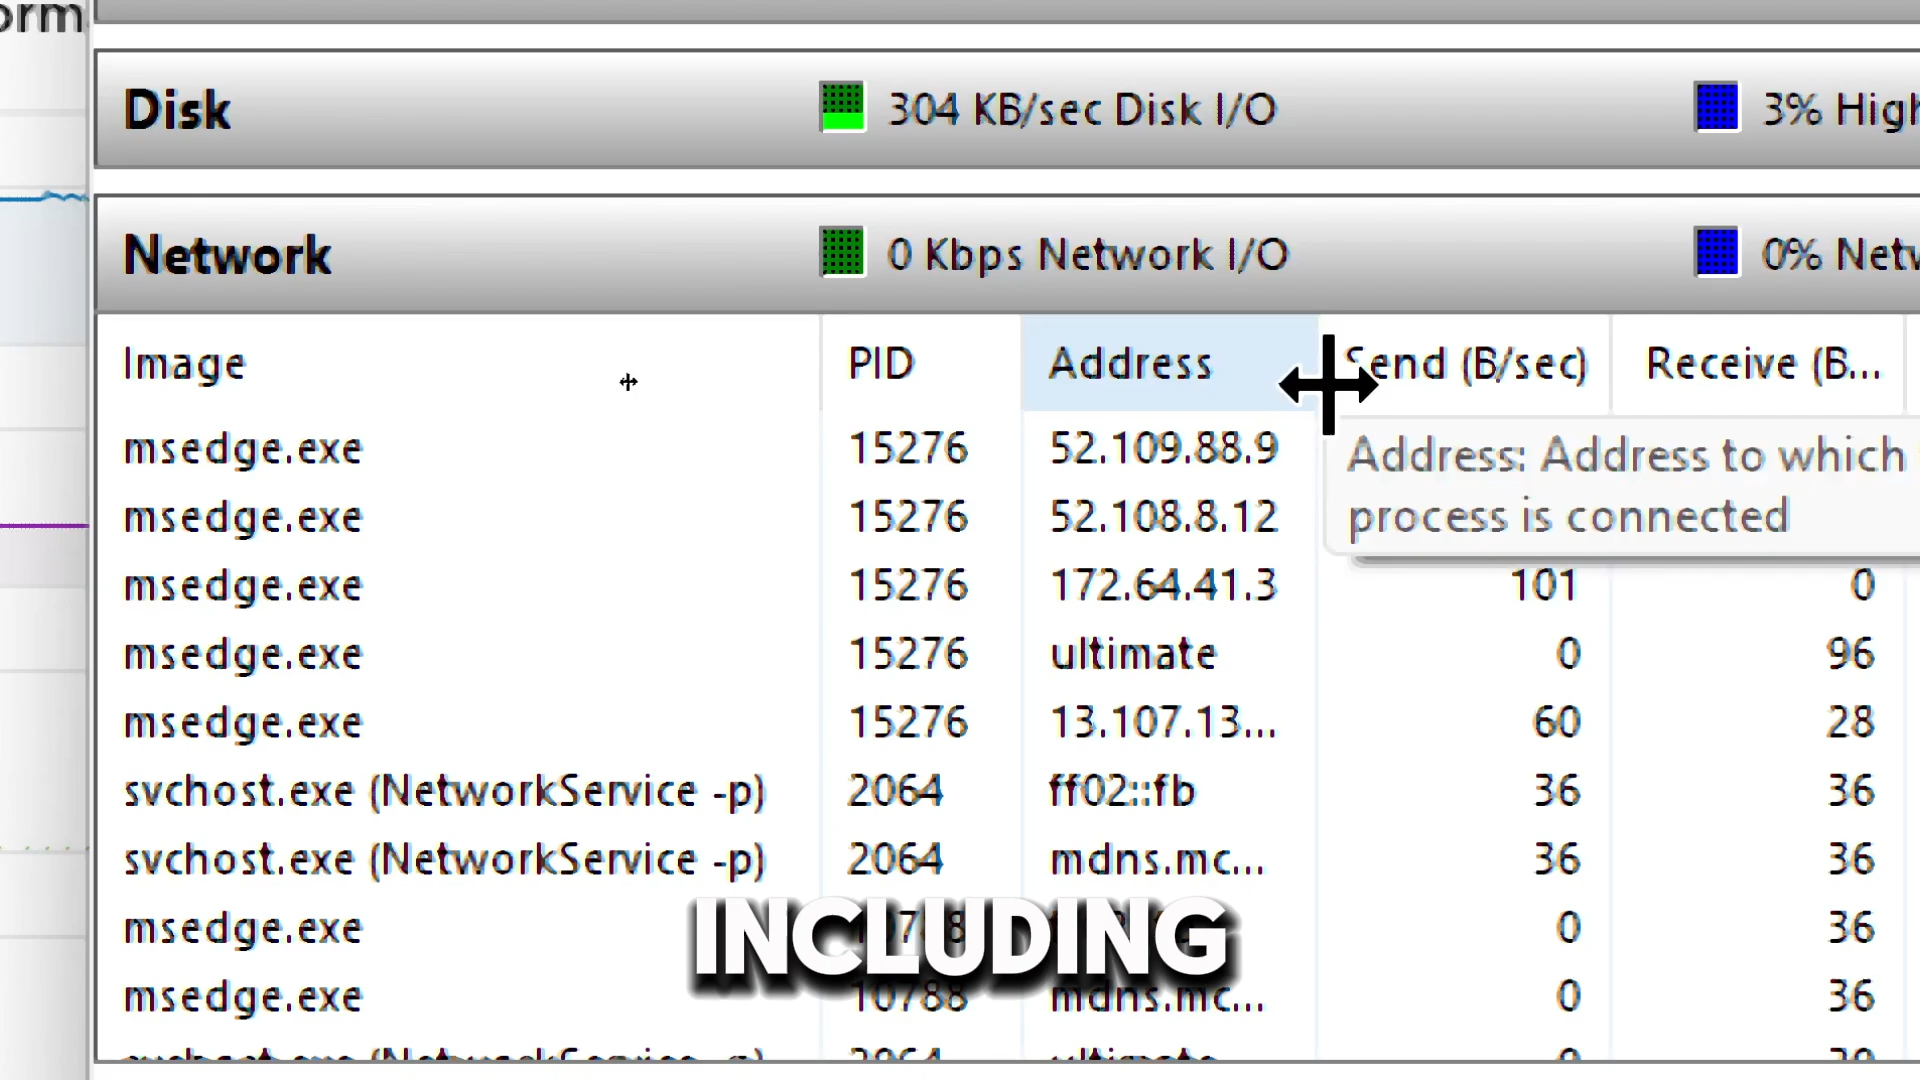 orm
Disk 304 KB/sec Disk I/O 3% High
Network 0 Kbps Network I/O 0% Netw
Image PID Address Send (B/sec) Receive (B...
msedge.exe 15276 52.109.88.9
Address: Address to which
msedge.exe 15276 52.108.8.12
process is connected
msedge.exe 15276 172.64.41.3 101 0
msedge.exe 15276 ultimate 0 96
msedge.exe 15276 13.107.13... 60 28
svchost.exe (NetworkService -p) 2064 ff02::fb 36 36
svchost.exe (NetworkService -p) 2064 mdns.mc... 36 36
msedge.exe 0 36
INCLUDING
msedge.exe 10788 mdns.mc... 0 36